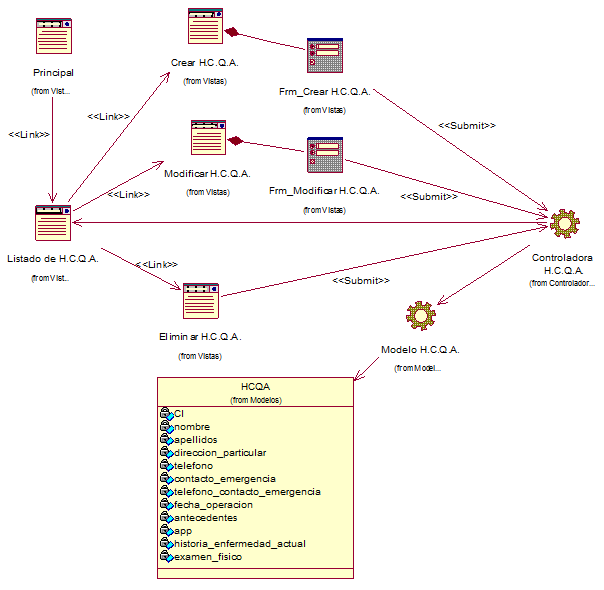 Crear H.C.Q.A.
(from Vistas)
Principal
(from Vist...
Frm_Crear H.C.Q.A.
(from Vistas)
<<Link>>
<<Link>>
<<Submit>>
Modificar H.C.Q.A.
(from Vistas)
Frm_Modificar H.C.Q.A.
(from Vistas)
<<Link>>
<<Submit>>
Listado de H.C.Q.A.
(from Vist...
<<Link>>
Controladora
H.C.Q.A.
(from Controlador...
<<Submit>>
Eliminar H.C.Q.A.
(from Vistas)
Modelo H.C.Q.A.
(from Model...
HCQA
(from Modelos)
CI
nombre
apellidos
direccion_particular
telefono
contacto_emergencia
telefono_contacto_emergencia
fecha_operacion
antecedentes
app
historia_enfermedad_actual
examen_fisico